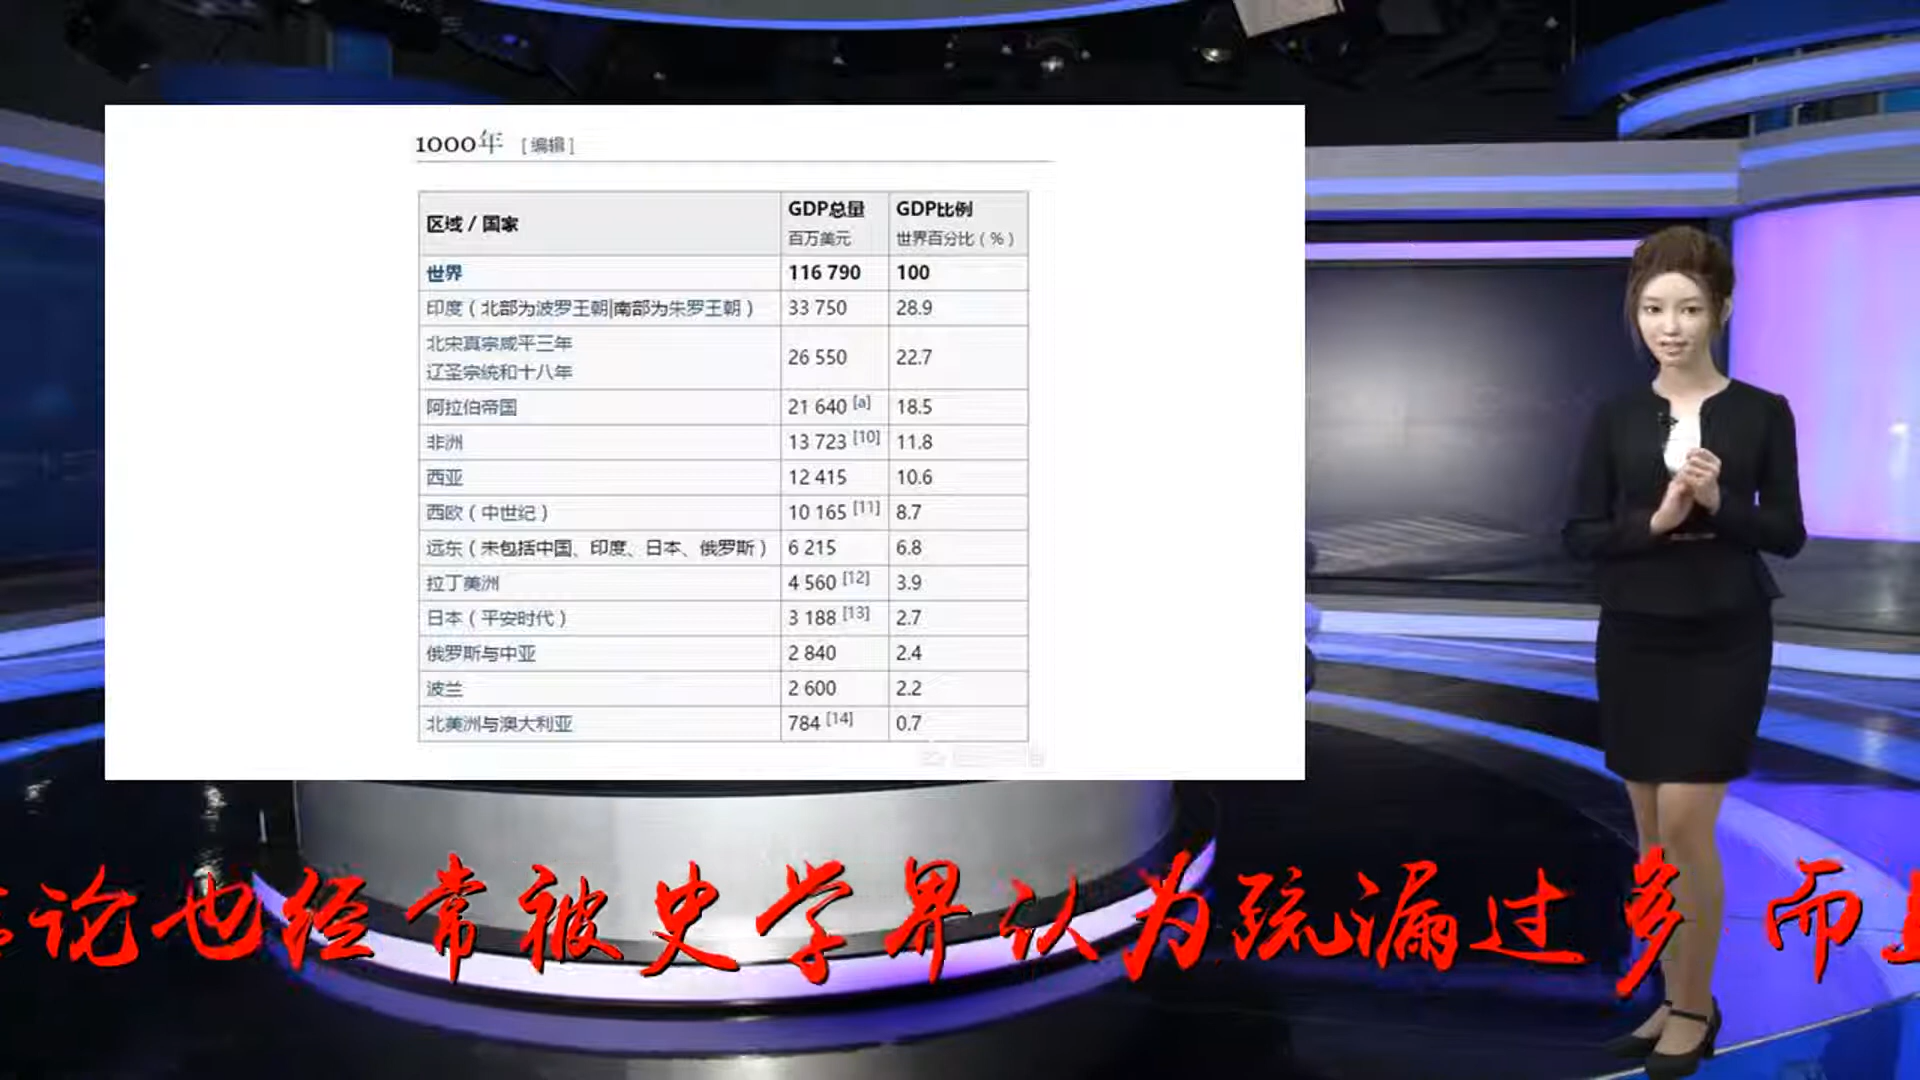 1000年 [编辑]
区域 / 国家 GDP总量 百万美元 GDP比例 世界百分比（%）
世界 116 790 100
印度（北部为波罗王朝|南部为朱罗王朝） 33 750 28.9
北宋真宗咸平三年
辽圣宗统和十八年 26 550 22.7
阿拉伯帝国 21 640 [a] 18.5
非洲 13 723 [10] 11.8
西亚 12 415 10.6
西欧（中世纪） 10 165 [11] 8.7
远东（未包括中国、印度、日本、俄罗斯） 6 215 6.8
拉丁美洲 4 560 [12] 3.9
日本（平安时代） 3 188 [13] 2.7
俄罗斯与中亚 2 840 2.4
波兰 2 600 2.2
北美洲与澳大利亚 784 [14] 0.7
论也经常被史学界认为疏漏过多 而